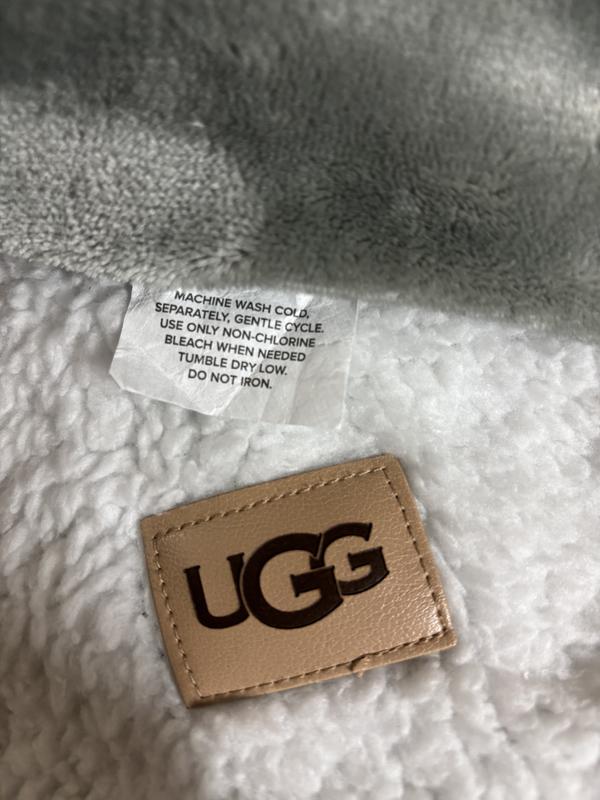 MACHINE WASH COLD,
SEPARATELY, GENTLE CYCLE.
USE ONLY NON-CHLORINE
BLEACH WHEN NEEDED
TUMBLE DRY LOW.
DO NOT IRON.
UGG